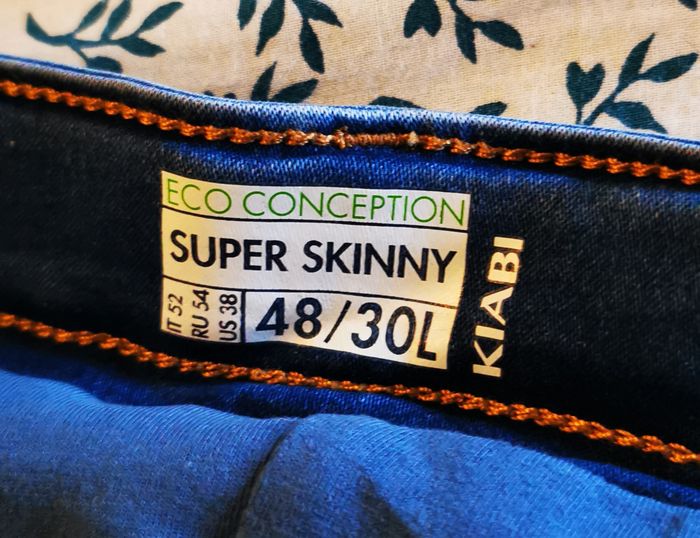 ECO CONCEPTION
SUPER SKINNY
IT 52
RU 54
US 38
48/30L
KIABI